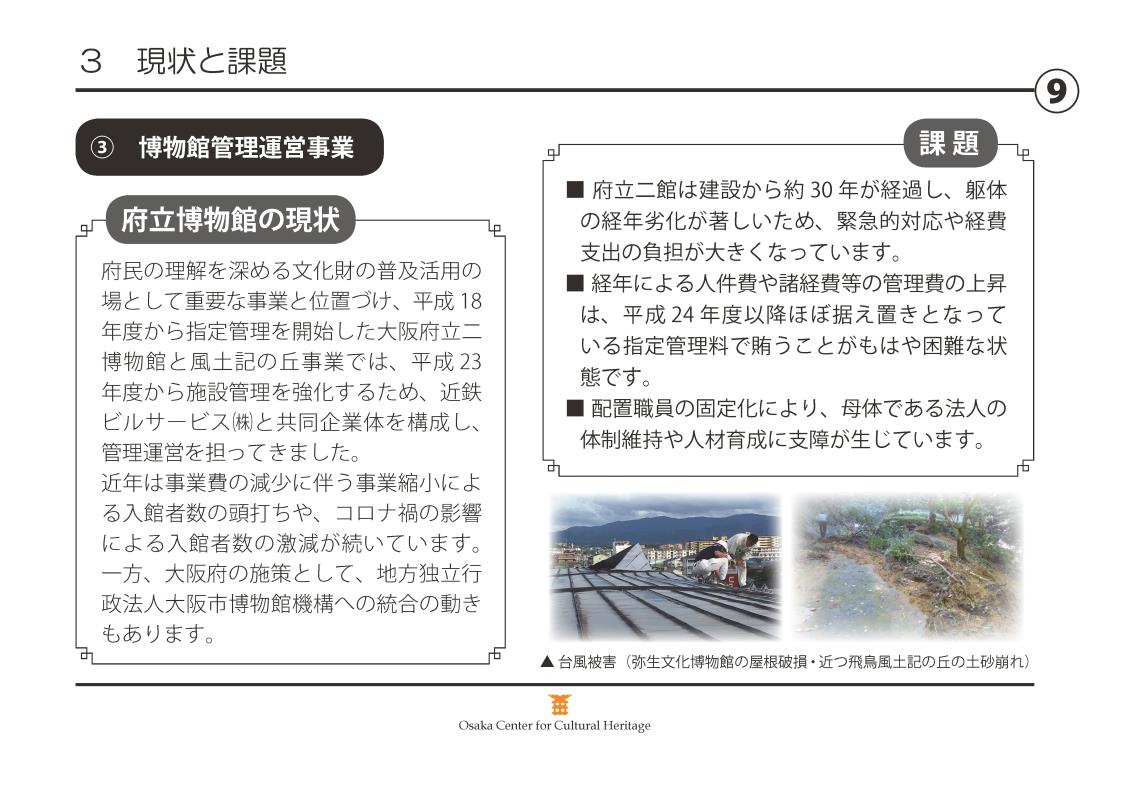 3　現状と課題
9
③　博物館管理運営事業
府立博物館の現状
府民の理解を深める文化財の普及活用の
場として重要な事業と位置づけ、平成 18
年度から指定管理を開始した大阪府立二
博物館と風土記の丘事業では、平成 23
年度から施設管理を強化するため、近鉄
ビルサービス㈱と共同企業体を構成し、
管理運営を担ってきました。
近年は事業費の減少に伴う事業縮小によ
る入館者数の頭打ちや、コロナ禍の影響
による入館者数の激減が続いています。
一方、大阪府の施策として、地方独立行
政法人大阪市博物館機構への統合の動き
もあります。
課 題
■ 府立二館は建設から約 30 年が経過し、躯体
の経年劣化が著しいため、緊急的対応や経費
支出の負担が大きくなっています。
■ 経年による人件費や諸経費等の管理費の上昇
は、平成 24 年度以降ほぼ据え置きとなって
いる指定管理料で賄うことがもはや困難な状
態です。
■ 配置職員の固定化により、母体である法人の
体制維持や人材育成に支障が生じています。
▲ 台風被害（弥生文化博物館の屋根破損・近つ飛鳥風土記の丘の土砂崩れ）
Osaka Center for Cultural Heritage